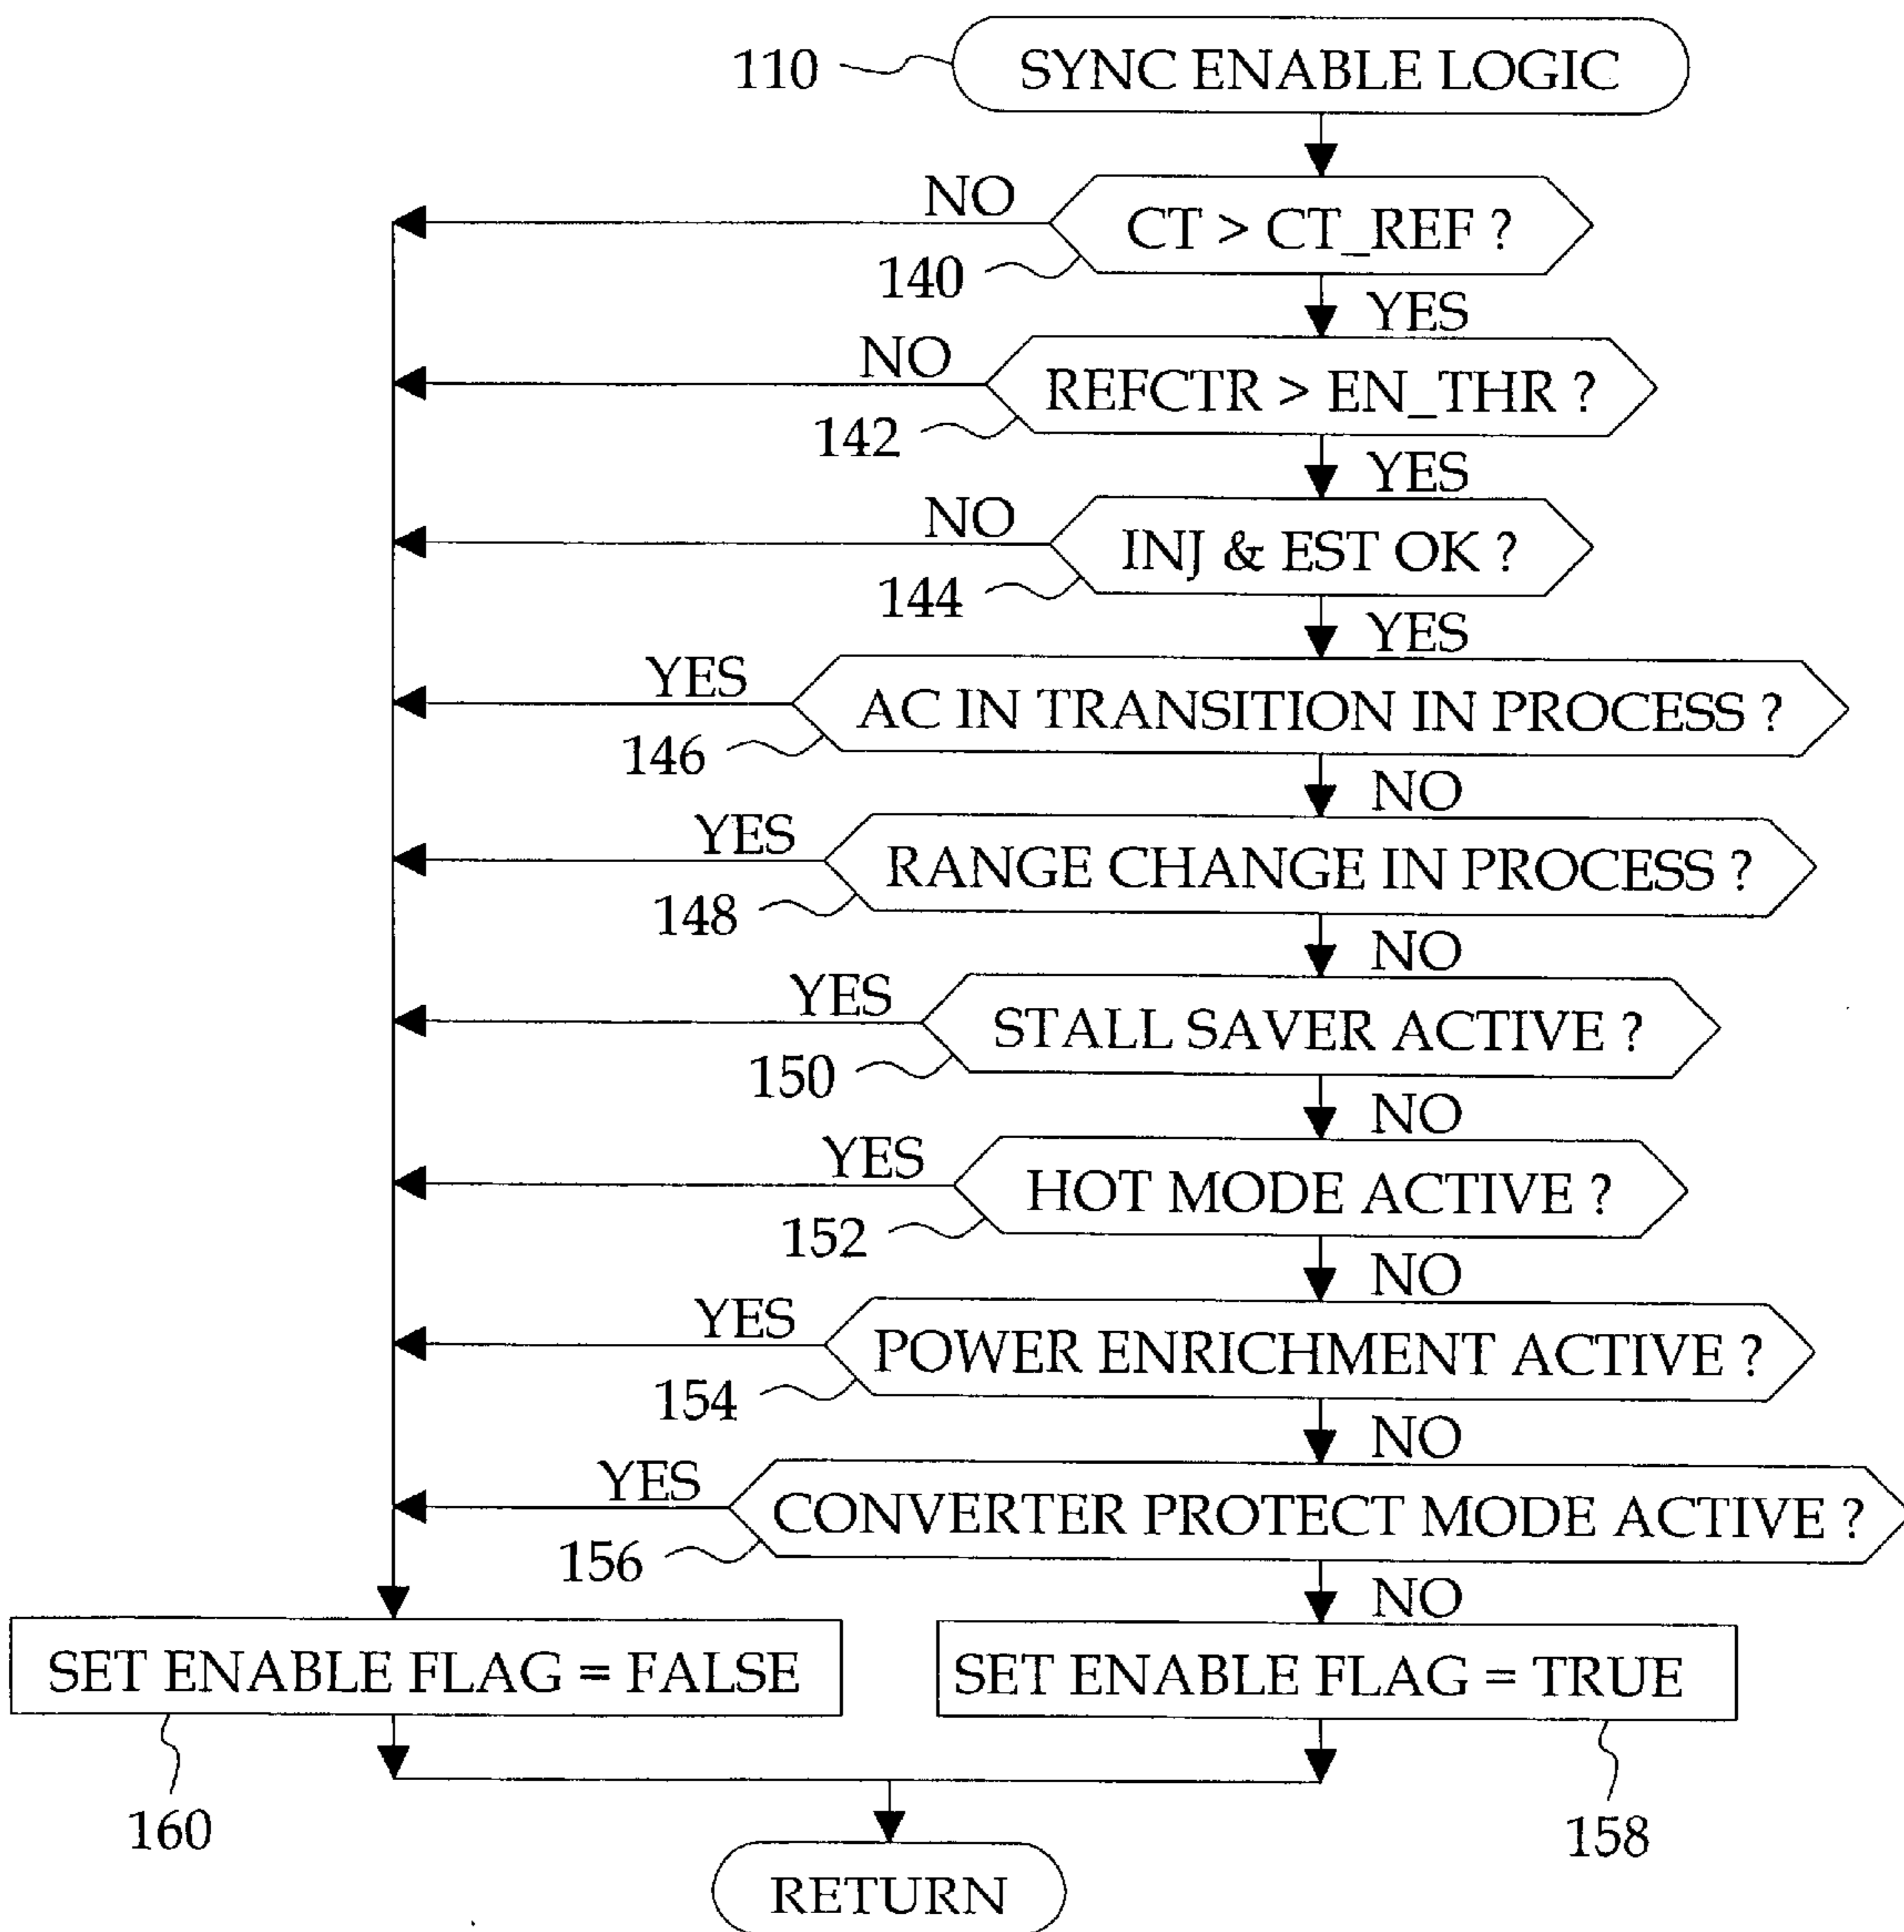 110
SYNC ENABLE LOGIC
NO
CT > CT_REF ?
140
YES
NO
REFCTR > EN_THR ?
142
YES
NO
INJ & EST OK ?
144
YES
YES
AC IN TRANSITION IN PROCESS ?
146
NO
YES
RANGE CHANGE IN PROCESS ?
148
NO
YES
STALL SAVER ACTIVE ?
150
NO
YES
HOT MODE ACTIVE ?
152
NO
YES
POWER ENRICHMENT ACTIVE ?
154
NO
YES
CONVERTER PROTECT MODE ACTIVE ?
156
NO
SET ENABLE FLAG = FALSE
SET ENABLE FLAG = TRUE
160
158
RETURN